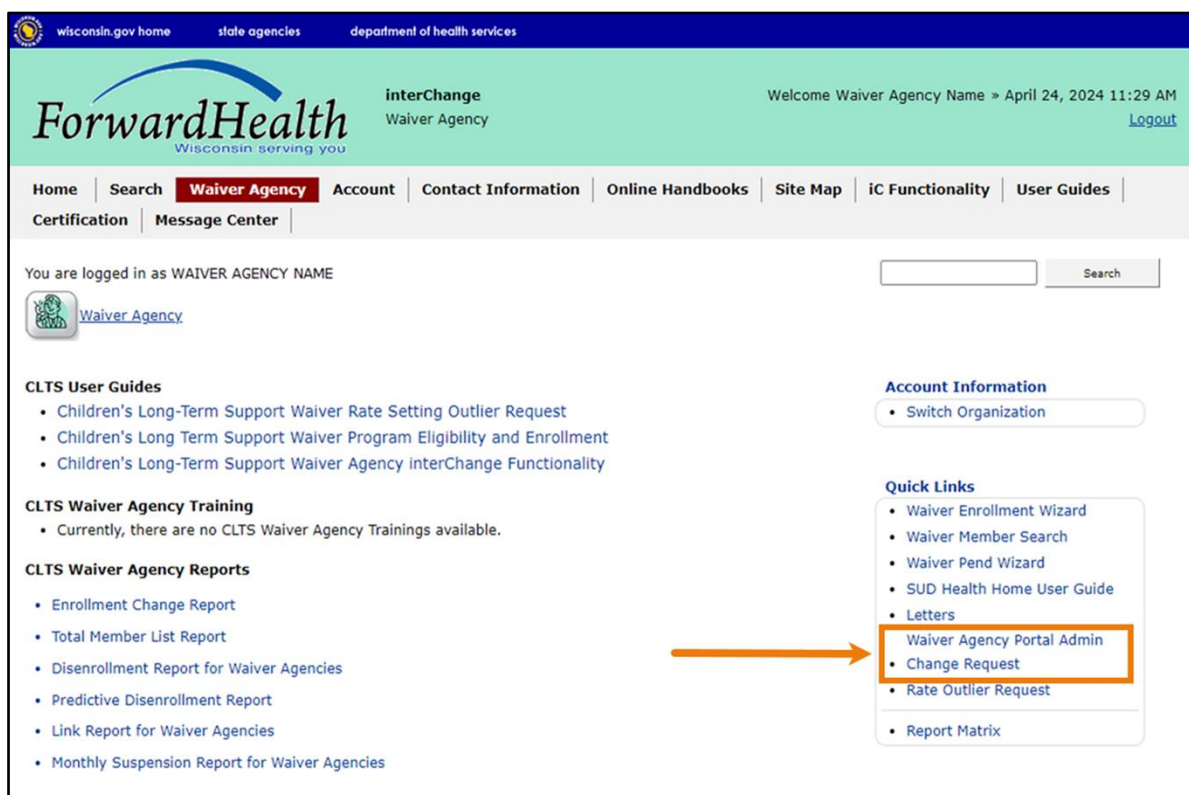 wisconsin.gov home state agencies department of health services
ForwardHealth
Wisconsin serving you
interChange
Waiver Agency
Welcome Waiver Agency Name » April 24, 2024 11:29 AM
Logout
Home Search Waiver Agency Account Contact Information Online Handbooks Site Map iC Functionality User Guides
Certification Message Center
You are logged in as WAIVER AGENCY NAME
Search
Waiver Agency
CLTS User Guides
• Children's Long-Term Support Waiver Rate Setting Outlier Request
• Children's Long Term Support Waiver Program Eligibility and Enrollment
• Children's Long-Term Support Waiver Agency interChange Functionality
CLTS Waiver Agency Training
• Currently, there are no CLTS Waiver Agency Trainings available.
CLTS Waiver Agency Reports
• Enrollment Change Report
• Total Member List Report
• Disenrollment Report for Waiver Agencies
• Predictive Disenrollment Report
• Link Report for Waiver Agencies
• Monthly Suspension Report for Waiver Agencies
Account Information
• Switch Organization
Quick Links
• Waiver Enrollment Wizard
• Waiver Member Search
• Waiver Pend Wizard
• SUD Health Home User Guide
• Letters
Waiver Agency Portal Admin
• Change Request
• Rate Outlier Request
• Report Matrix